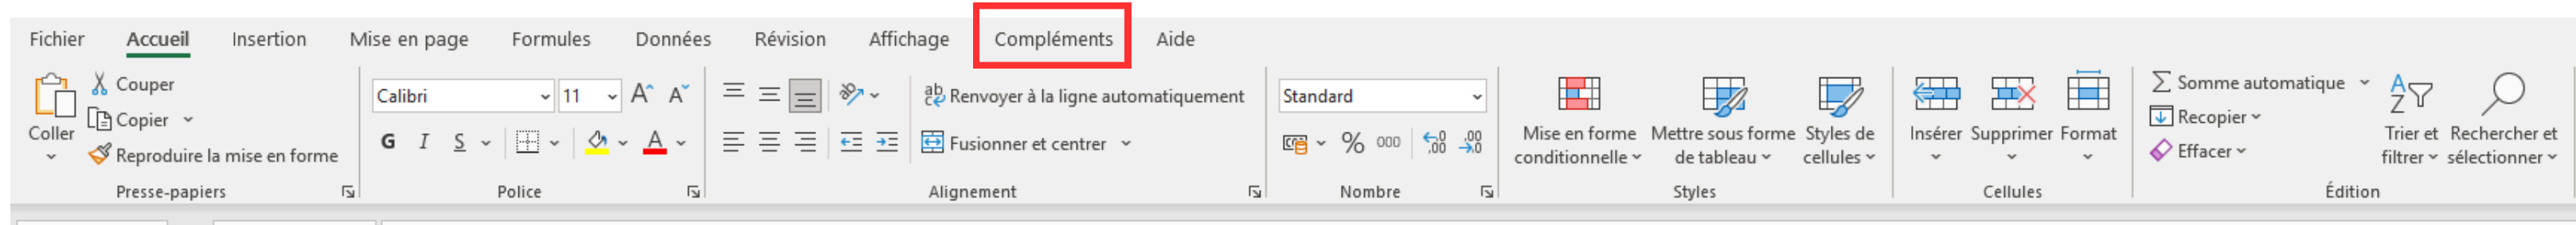 Fichier Accueil Insertion Mise en page Formules Données Révision Affichage Compléments Aide
Coller
Couper
Copier
Reproduire la mise en forme
Presse-papiers
Calibri 11
G I S A
Police
Renvoyer à la ligne automatiquement
Fusionner et centrer
Alignement
Standard
% 000
Nombre
Mise en forme
conditionnelle
Mettre sous forme
de tableau
Styles de
cellules
Styles
Insérer Supprimer Format
Cellules
Somme automatique
Recopier
Effacer
Trier et
filtrer
Rechercher et
sélectionner
Édition